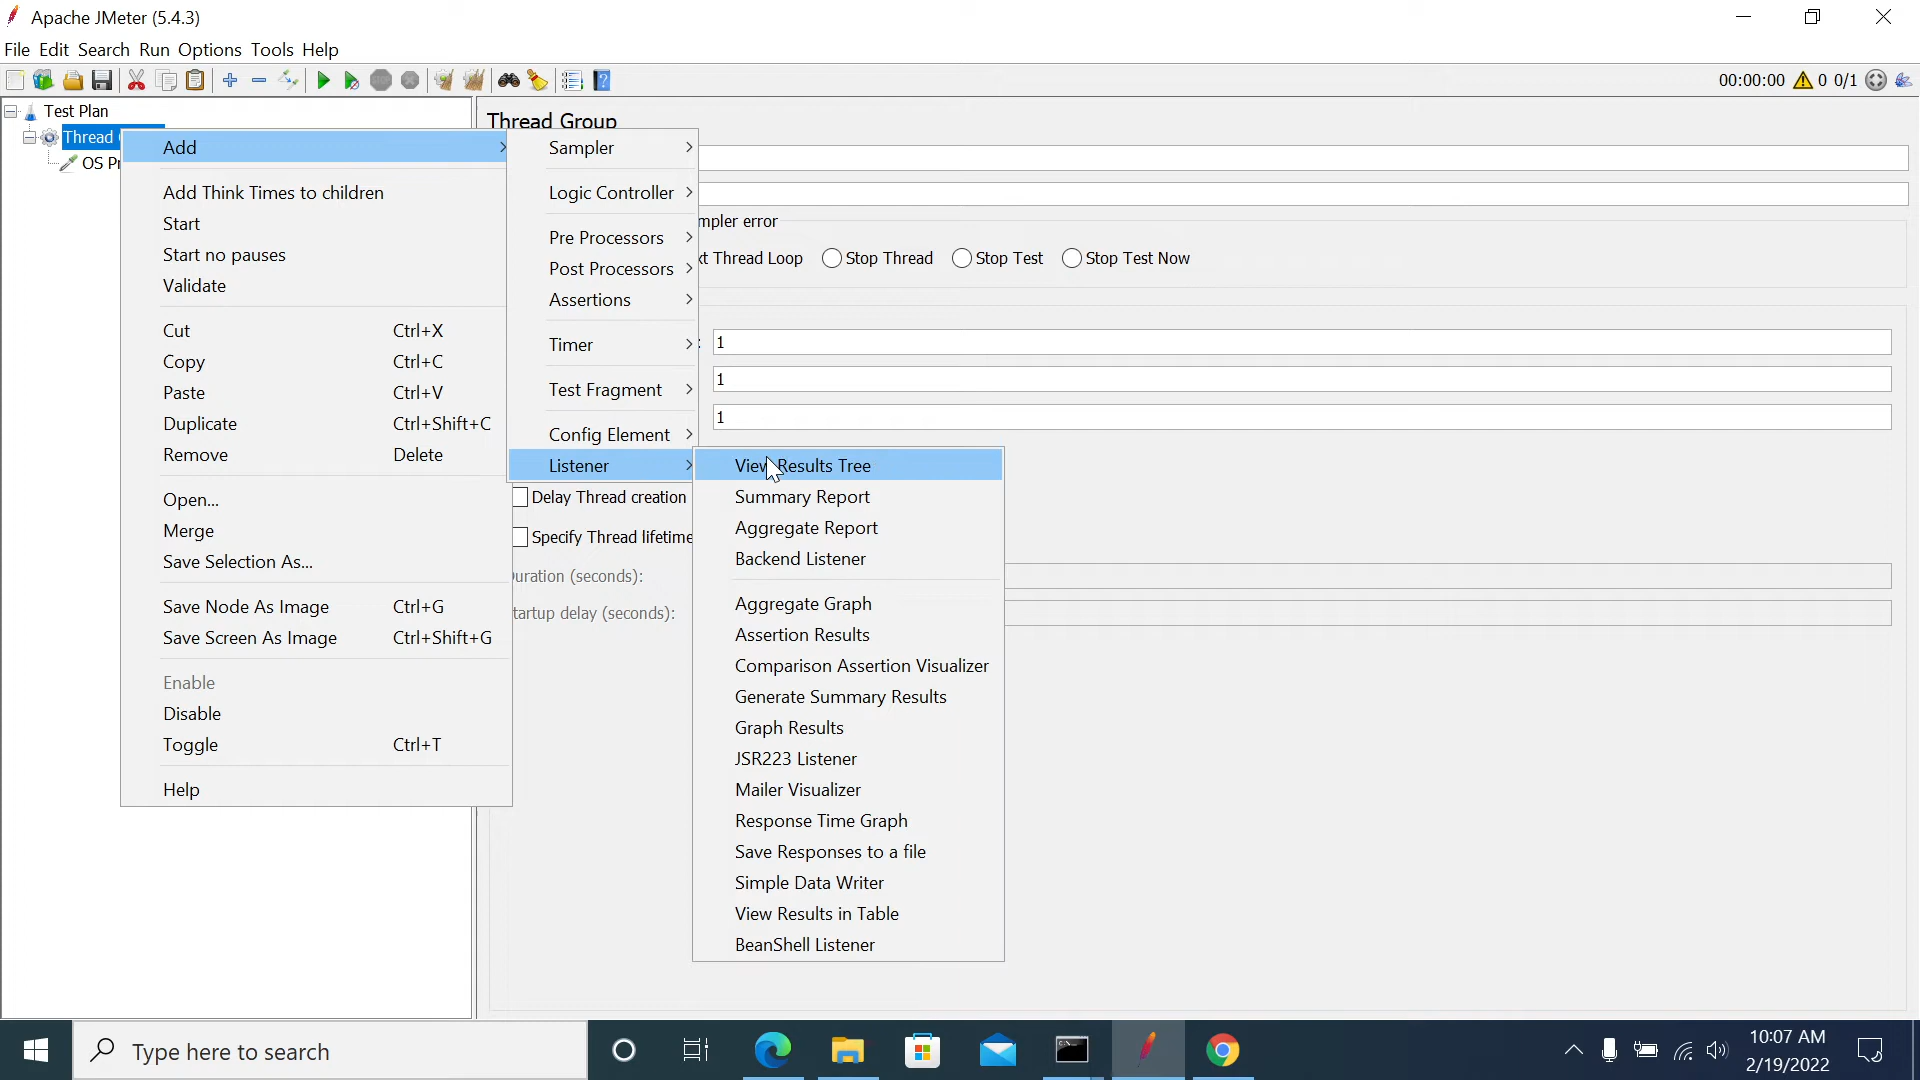 Apache JMeter (5.4.3)
File Edit Search Run Options Tools Help
00:00:00 0 0/1
Test Plan
Thread
OS Pr
Thread Group
Add
Add Think Times to children
Start
Start no pauses
Validate
Cut Ctrl+X
Copy Ctrl+C
Paste Ctrl+V
Duplicate Ctrl+Shift+C
Remove Delete
Open...
Merge
Save Selection As...
Save Node As Image Ctrl+G
Save Screen As Image Ctrl+Shift+G
Enable
Disable
Toggle Ctrl+T
Help
Sampler
Logic Controller
Pre Processors
Post Processors
Assertions
Timer
Test Fragment
Config Element
Listener
mpler error
xt Thread Loop Stop Thread Stop Test Stop Test Now
1
1
1
Delay Thread creation
Specify Thread lifetime
uration (seconds):
tartup delay (seconds):
View Results Tree
Summary Report
Aggregate Report
Backend Listener
Aggregate Graph
Assertion Results
Comparison Assertion Visualizer
Generate Summary Results
Graph Results
JSR223 Listener
Mailer Visualizer
Response Time Graph
Save Responses to a file
Simple Data Writer
View Results in Table
BeanShell Listener
Type here to search
10:07 AM
2/19/2022